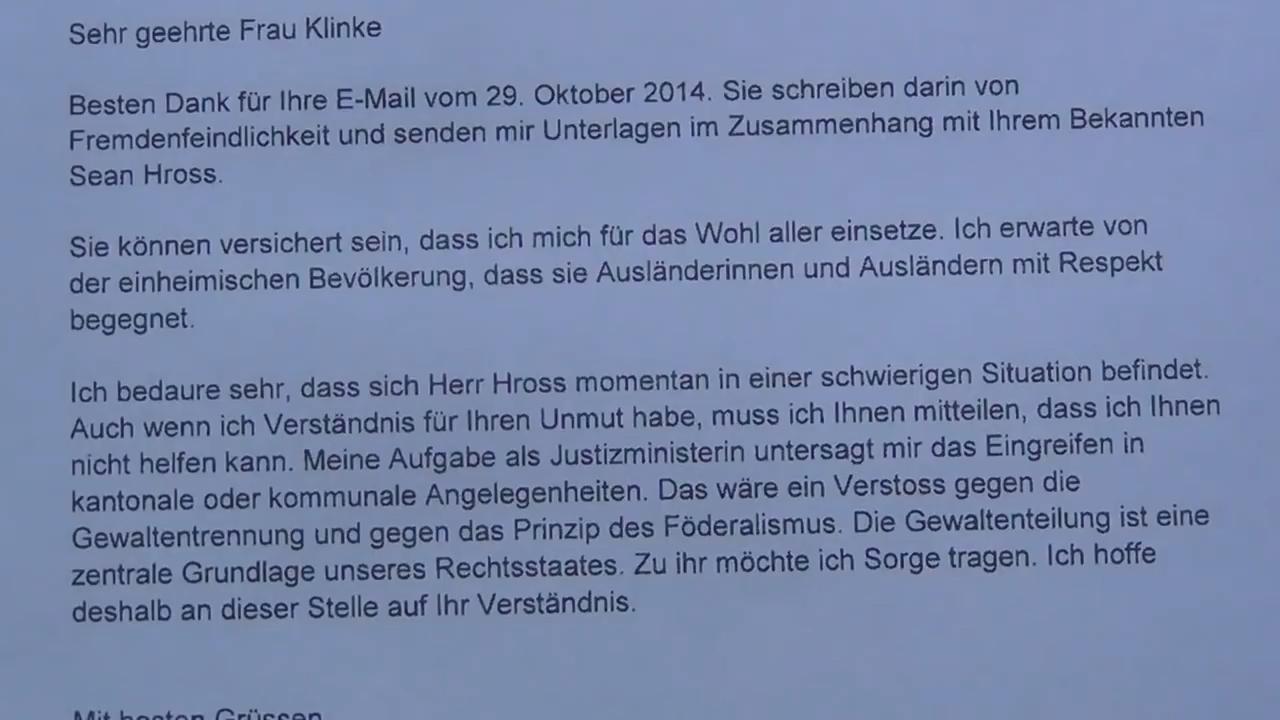 Sehr geehrte Frau Klinke
Besten Dank für Ihre E-Mail vom 29. Oktober 2014. Sie schreiben darin von
Fremdenfeindlichkeit und senden mir Unterlagen im Zusammenhang mit Ihrem Bekannten
Sean Hross.
Sie können versichert sein, dass ich mich für das Wohl aller einsetze. Ich erwarte von
der einheimischen Bevölkerung, dass sie Ausländerinnen und Ausländern mit Respekt
begegnet.
Ich bedaure sehr, dass sich Herr Hross momentan in einer schwierigen Situation befindet.
Auch wenn ich Verständnis für Ihren Unmut habe, muss ich Ihnen mitteilen, dass ich Ihnen
nicht helfen kann. Meine Aufgabe als Justizministerin untersagt mir das Eingreifen in
kantonale oder kommunale Angelegenheiten. Das wäre ein Verstoss gegen die
Gewaltentrennung und gegen das Prinzip des Föderalismus. Die Gewaltenteilung ist eine
zentrale Grundlage unseres Rechtsstaates. Zu ihr möchte ich Sorge tragen. Ich hoffe
deshalb an dieser Stelle auf Ihr Verständnis.
Mit besten Grüssen